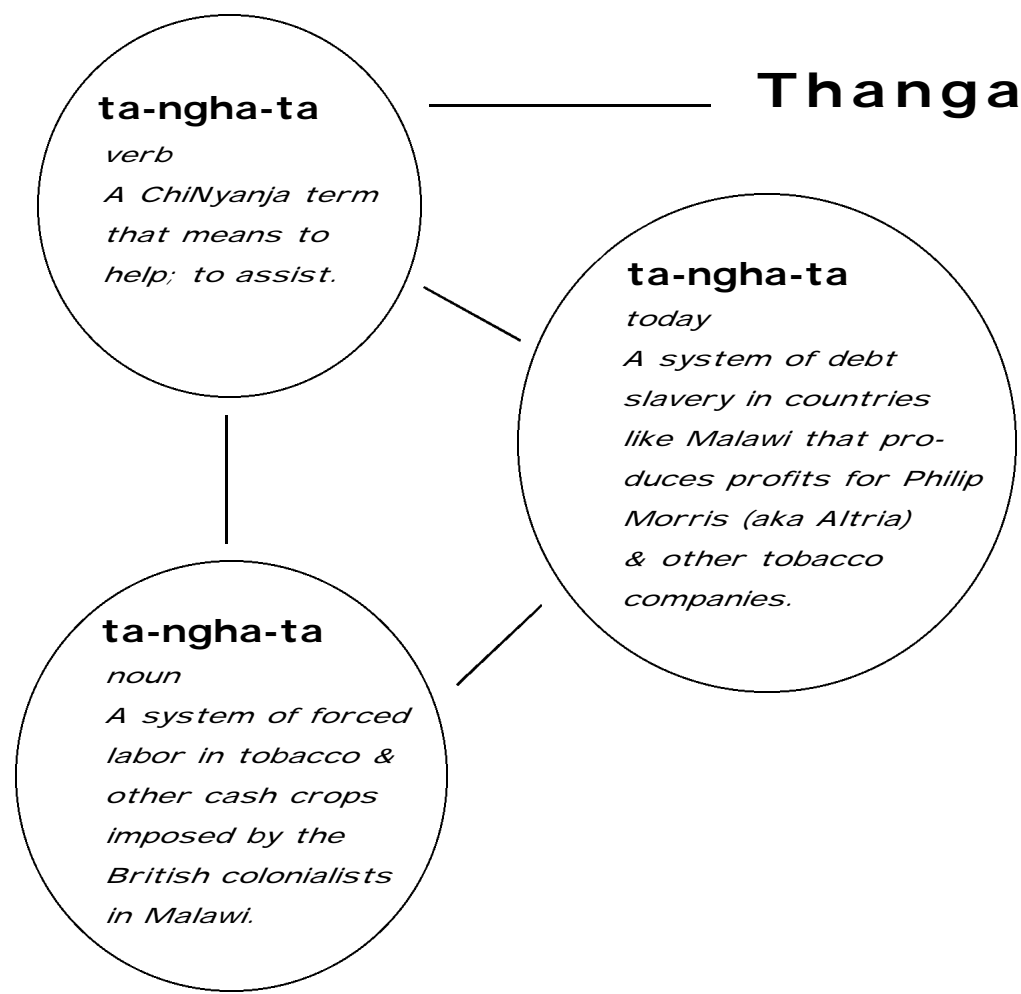 ta-ngha-ta
verb
A ChiNyanja term
that means to
help; to assist.
Thanga
ta-ngha-ta
today
A system of debt
slavery in countries
like Malawi that pro-
duces profits for Philip
Morris (aka Altria)
& other tobacco
companies.
ta-ngha-ta
noun
A system of forced
labor in tobacco &
other cash crops
imposed by the
British colonialists
in Malawi.